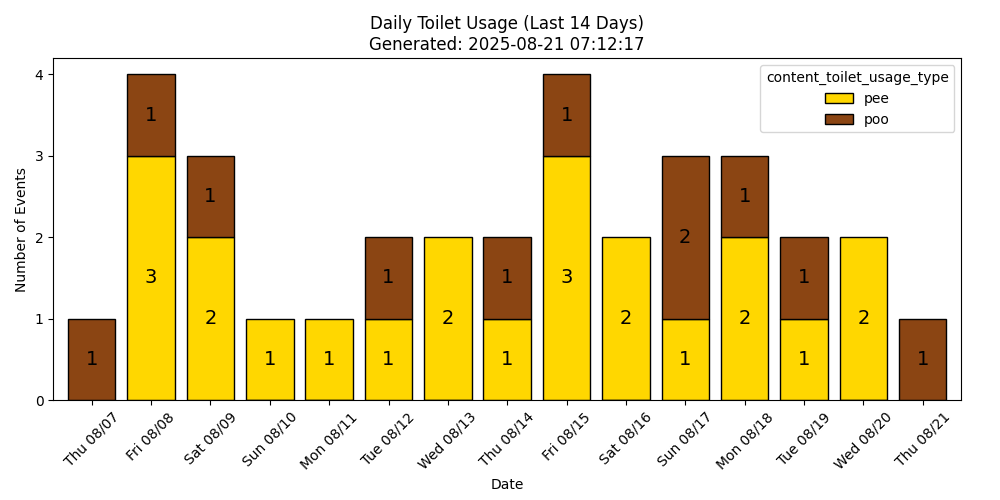 Daily Toilet Usage (Last 14 Days)
Generated: 2025-08-21 07:12:17
content_toilet_usage_type
pee
poo
Number of Events
4
3
2
1
0
1
3
1
2
1
1
1
1
1
2
1
1
3
1
2
1
2
2
1
1
1
2
1
Thu 08/07
Fri 08/08
Sat 08/09
Sun 08/10
Mon 08/11
Tue 08/12
Wed 08/13
Thu 08/14
Fri 08/15
Sat 08/16
Sun 08/17
Mon 08/18
Tue 08/19
Wed 08/20
Thu 08/21
Date